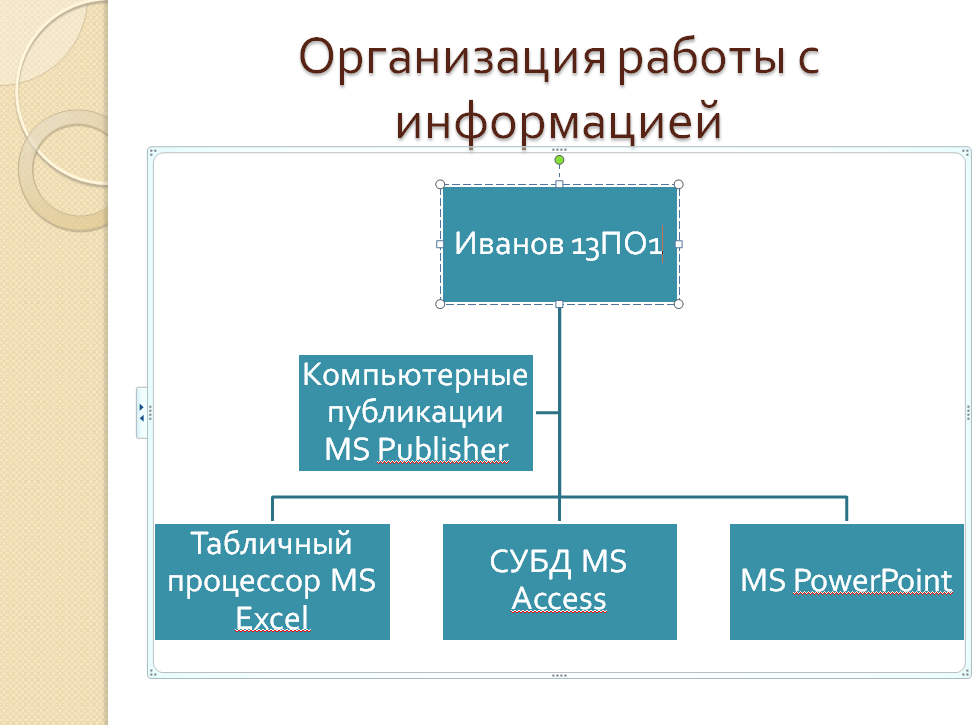 Организация работы с
информацией
Иванов 13ПО1
Компьютерные
публикации
MS Publisher
Табличный
процессор MS
Excel
СУБД MS
Access
MS PowerPoint